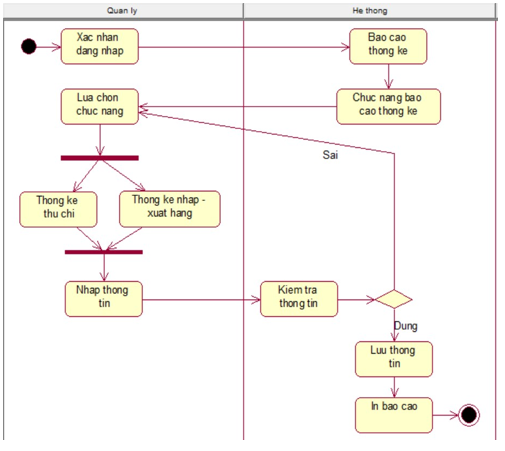 Quan ly
He thong
Xac nhan
dang nhap
Bao cao
thong ke
Lua chon
chuc nang
Chuc nang bao
cao thong ke
Sai
Thong ke
thu chi
Thong ke nhap -
xuat hang
Nhap thong
tin
Kiem tra
thong tin
Dung
Luu thong
tin
In bao cao